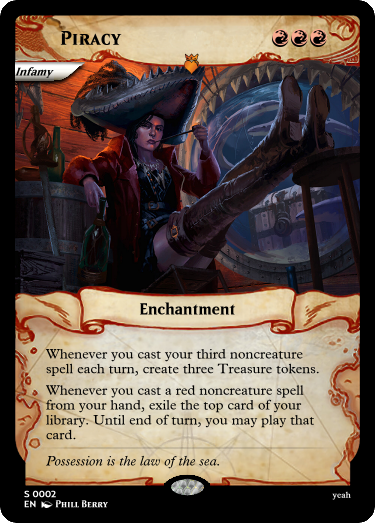 Piracy
Infamy
Enchantment
Whenever you cast your third noncreature
spell each turn, create three Treasure tokens.
Whenever you cast a red noncreature spell
from your hand, exile the top card of your
library. Until end of turn, you may play that
card.
Possession is the law of the sea.
S 0002
yeah
EN Phill Berry